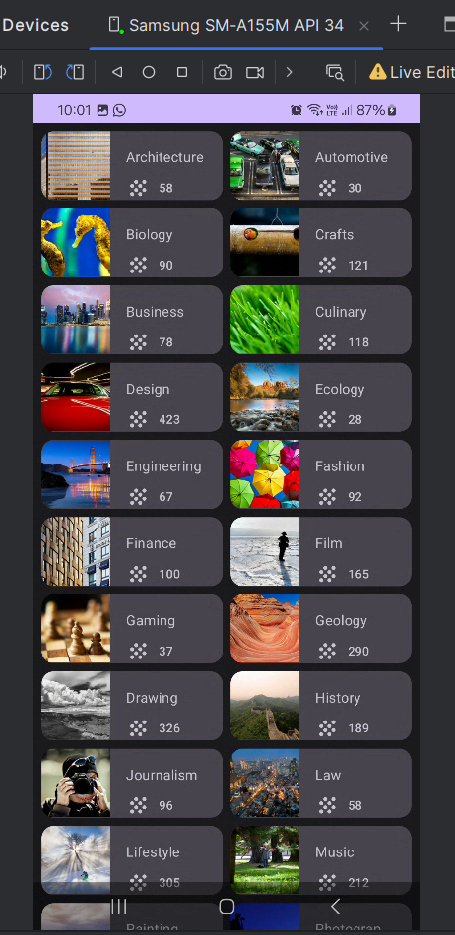 Devices
Samsung SM-A155M API 34
Live Edit
10:01
87%
Architecture
58
Automotive
30
Biology
90
Crafts
121
Business
78
Culinary
118
Design
423
Ecology
28
Engineering
67
Fashion
92
Finance
100
Film
165
Gaming
37
Geology
290
Drawing
326
History
189
Journalism
96
Law
58
Lifestyle
305
Music
212
Painting
Photograp